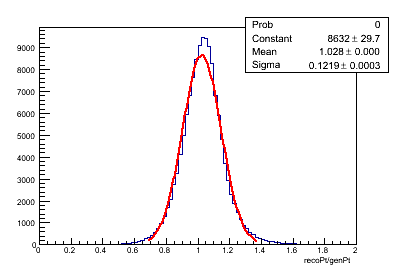 Prob 0
Constant 8632 ± 29.7
Mean 1.028 ± 0.000
Sigma 0.1219 ± 0.0003
9000
8000
7000
6000
5000
4000
3000
2000
1000
0
0 0.2 0.4 0.6 0.8 1 1.2 1.4 1.6 1.8 2
recoPt/genPt